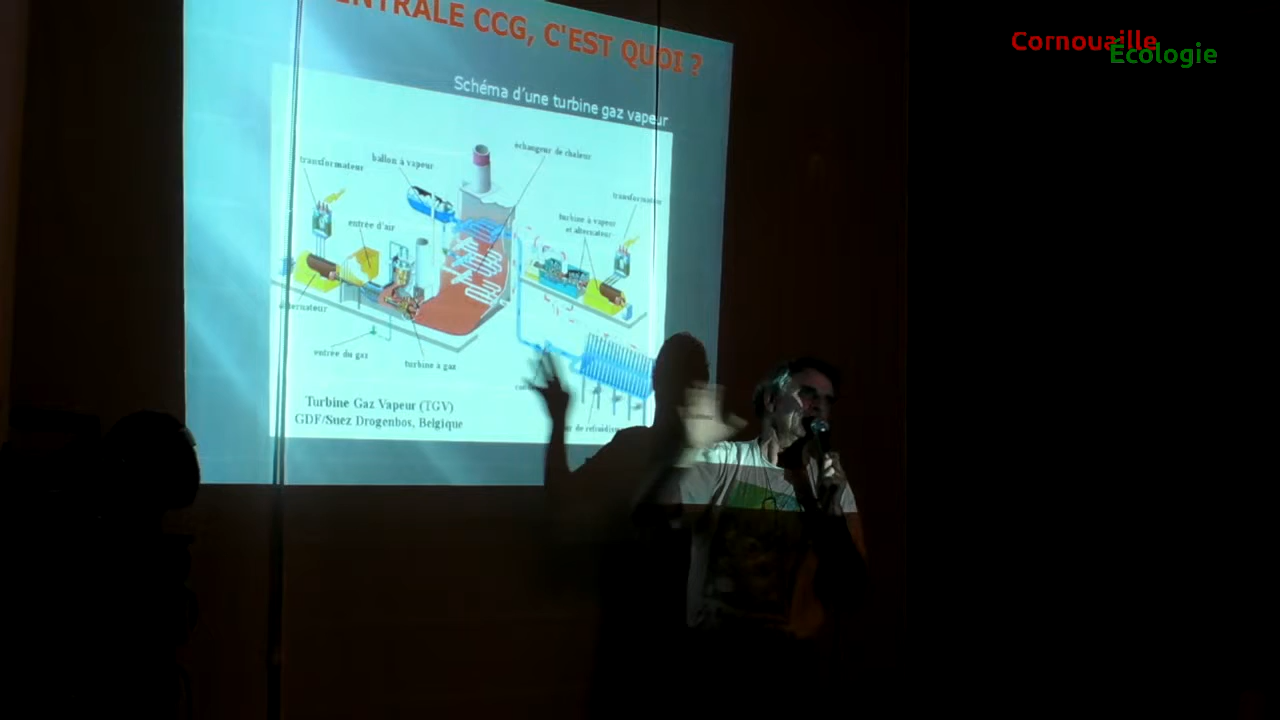 ENTRALE CCG, C'EST QUOI ?
Schéma d'une turbine gaz vapeur
échangeur de chaleur
transformateur
ballon à vapeur
transformateur
turbine à vapeur
et alternateur
entrée d'air
alternateur
entrée du gaz
turbine à gaz
Turbine Gaz Vapeur (TGV)
GDF/Suez Drogenbos, Belgique
Cornouaille
Écologie